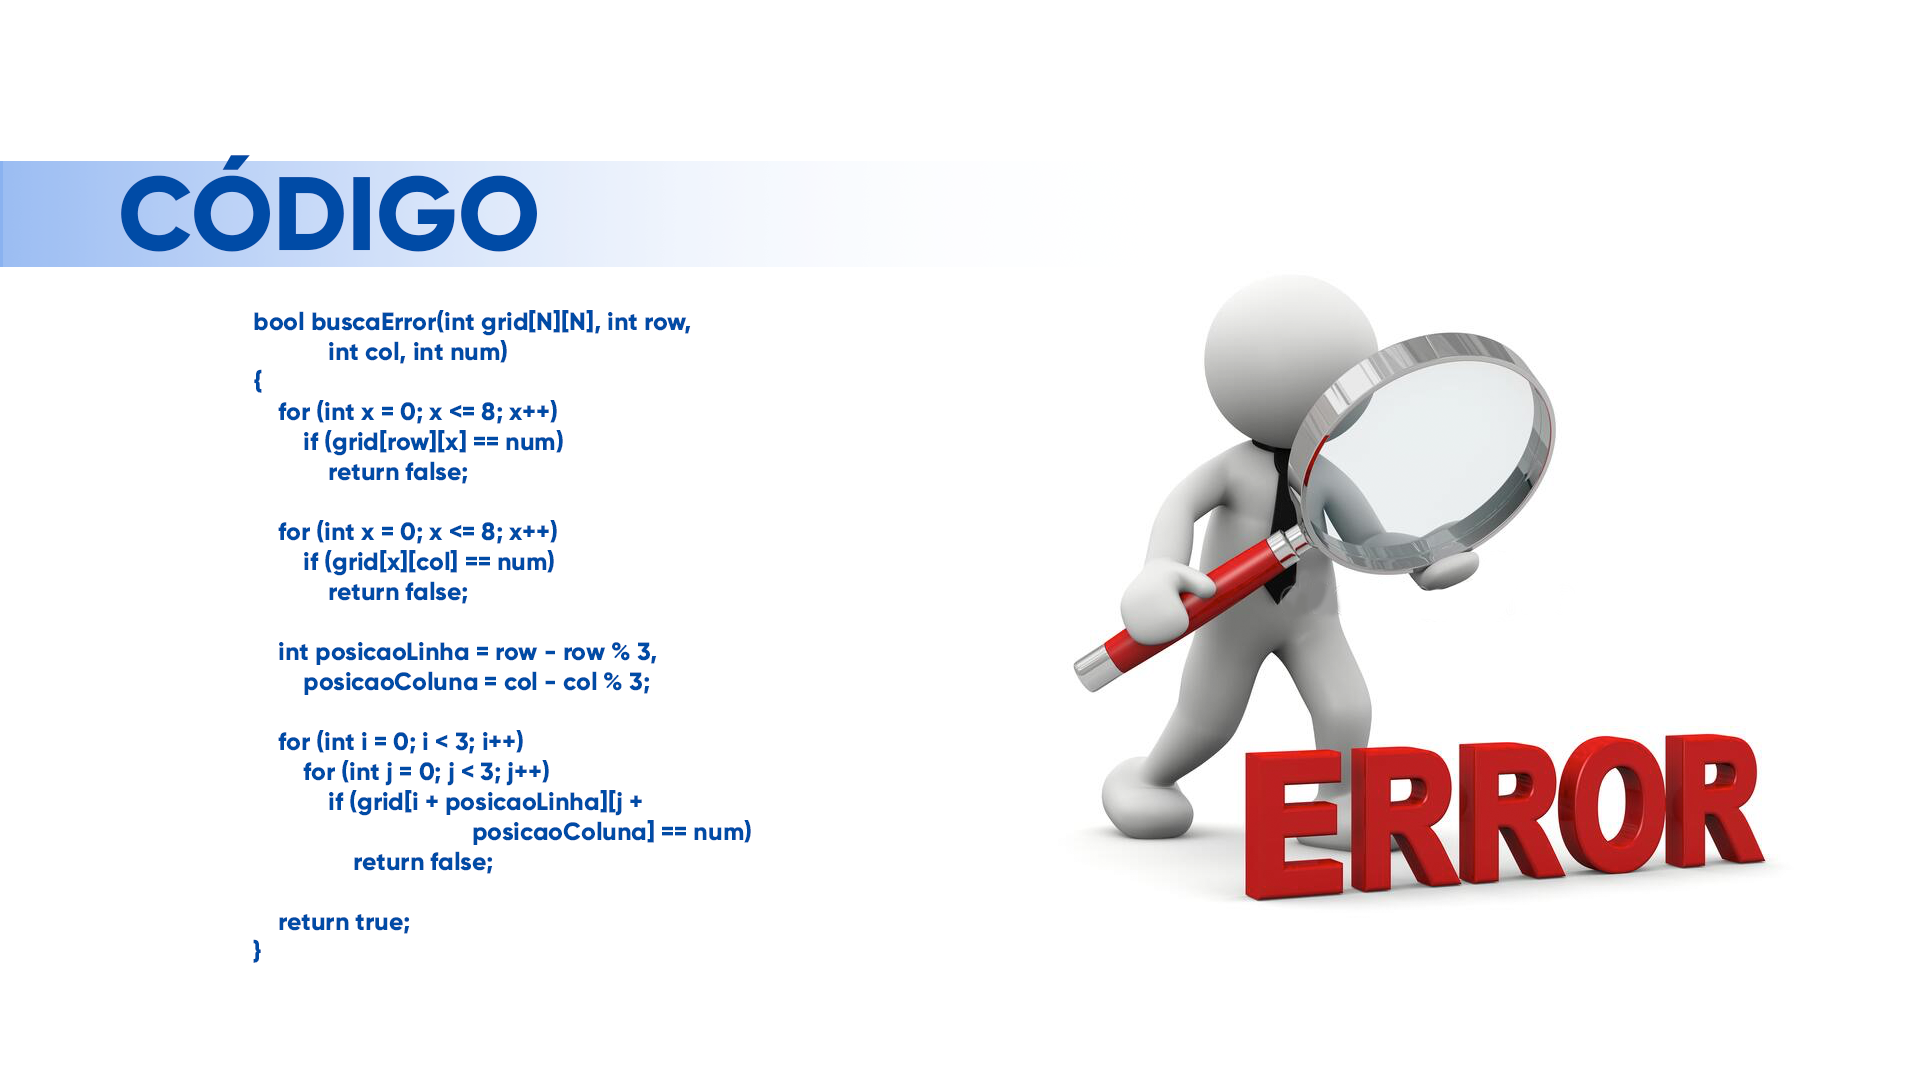 CÓDIGO
bool buscaError(int grid[N][N], int row,
int col, int num)
{
for (int x = 0; x <= 8; x++)
if (grid[row][x] == num)
return false;
for (int x = 0; x <= 8; x++)
if (grid[x][col] == num)
return false;
int posicaoLinha = row - row % 3,
posicaoColuna = col - col % 3;
for (int i = 0; i < 3; i++)
for (int j = 0; j < 3; j++)
if (grid[i + posicaoLinha][j +
posicaoColuna] == num)
return false;
return true;
}
ERROR